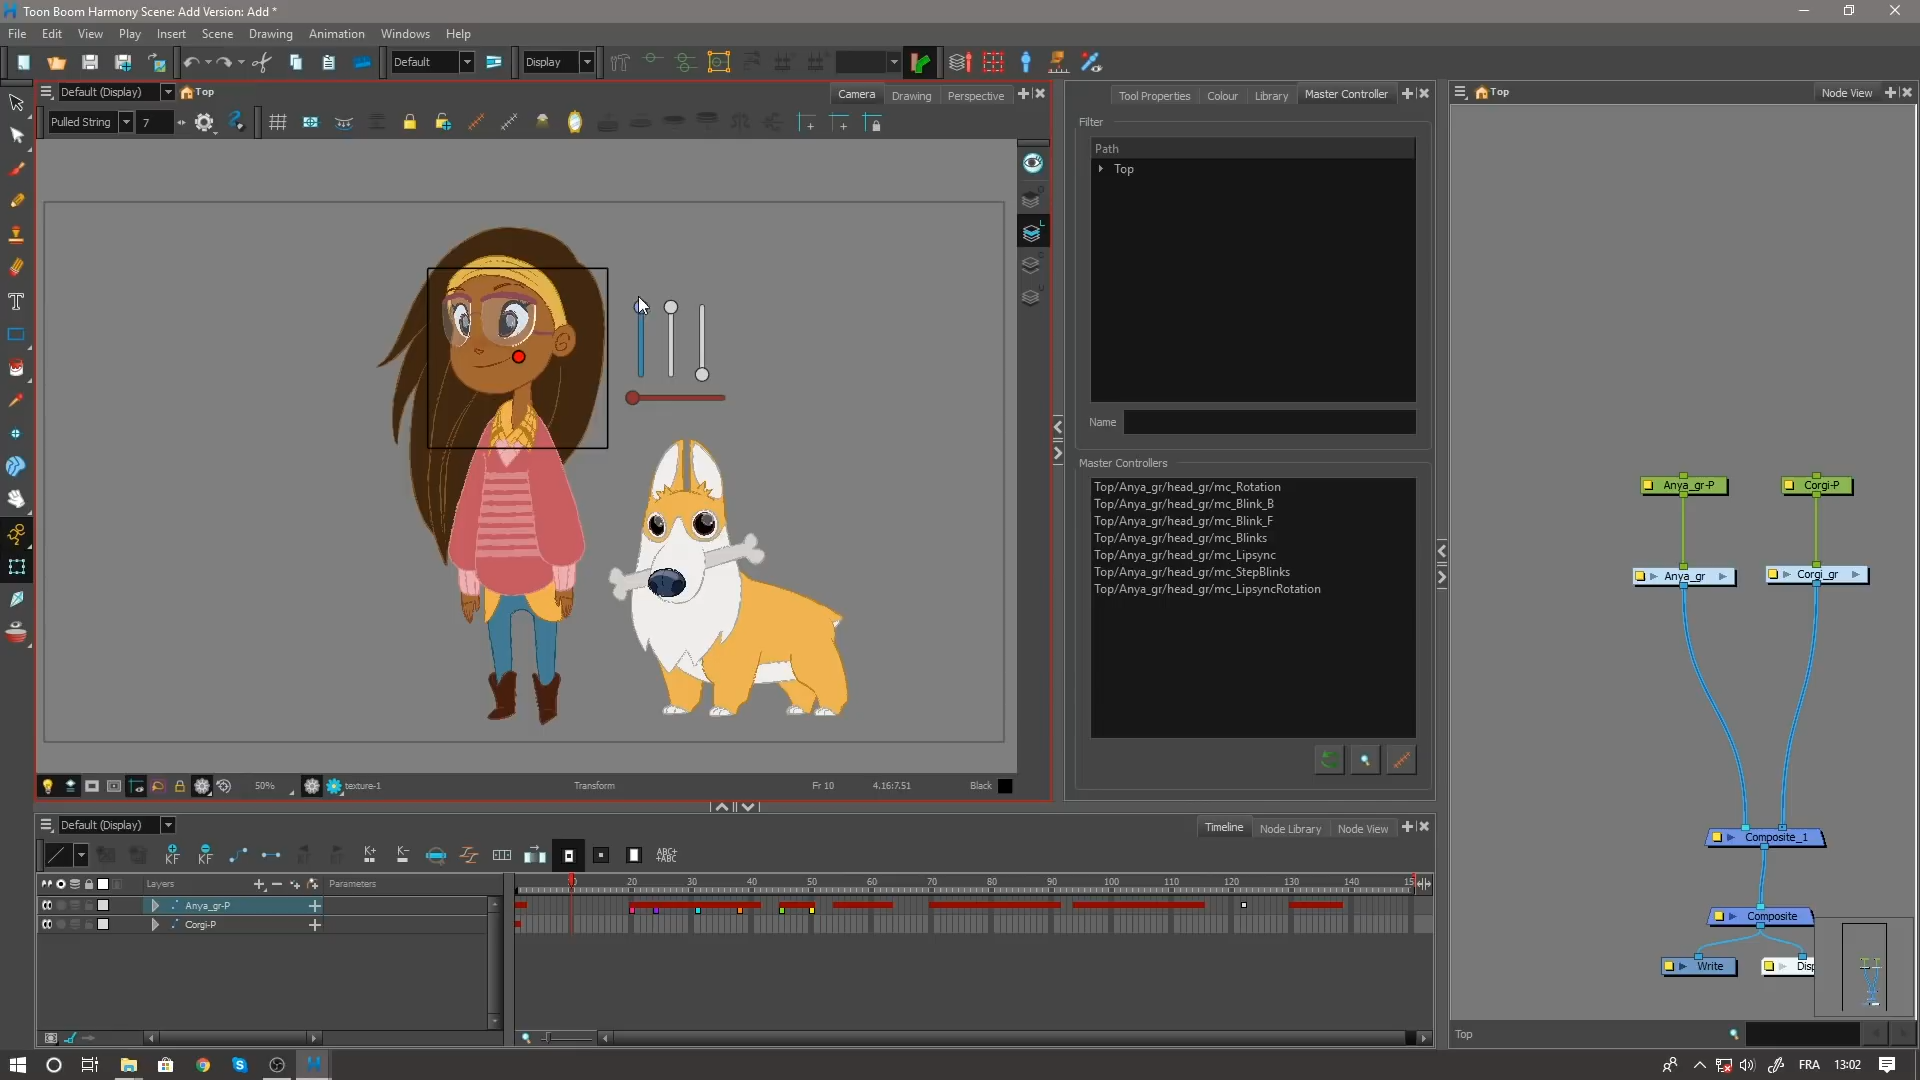 Toon Boom Harmony Scene: Add Version: Add *
File Edit View Play Insert Scene Drawing Animation Windows Help
Default
Display
Default (Display) Top
Camera Drawing Perspective
Pulled String 7
Tool Properties Colour Library Master Controller
Filter
Path
Top
Name
Master Controllers
Top/Anya_gr/head_gr/mc_Rotation
Top/Anya_gr/head_gr/mc_Blink_B
Top/Anya_gr/head_gr/mc_Blink_F
Top/Anya_gr/head_gr/mc_Blinks
Top/Anya_gr/head_gr/mc_Lipsync
Top/Anya_gr/head_gr/mc_StepBlinks
Top/Anya_gr/head_gr/mc_LipsyncRotation
Top
Node View
Anya_gr-P
Corgi-P
Anya_gr
Corgi_gr
Composite_1
Composite
Write
Disp
Top
50% texture-1 Transform Fr 10 4.16:7.51 Black
Default (Display)
Timeline Node Library Node View
KF KF K+ K- ABC+ +ABC
Layers Parameters
20 30 40 50 60 70 80 90 100 110 120 130 140 15
Anya_gr-P
Corgi-P
FRA 13:02